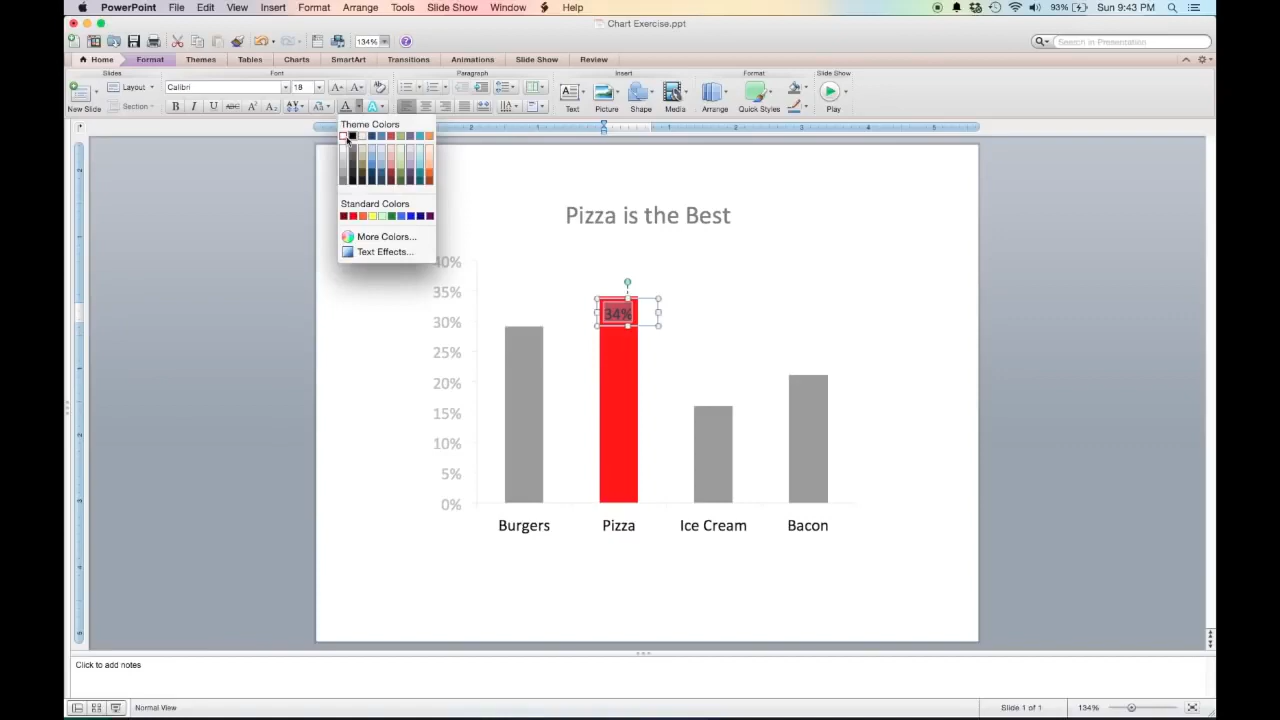 PowerPoint File Edit View Insert Format Arrange Tools Slide Show Window Help 93% Sun 9:43 PM
Chart Exercise.ppt
134% Search in Presentation
Home Format Themes Tables Charts SmartArt Transitions Animations Slide Show Review
Slides Font Paragraph Insert Format Slide Show
Layout Calibri 18
Section B I U ABC
New Slide Text Picture Shape Media Arrange Quick Styles Play
Theme Colors
Standard Colors
More Colors...
Text Effects...
Pizza is the Best
40%
35%
34%
30%
25%
20%
15%
10%
5%
0%
Burgers Pizza Ice Cream Bacon
Click to add notes
Normal View Slide 1 of 1 134%